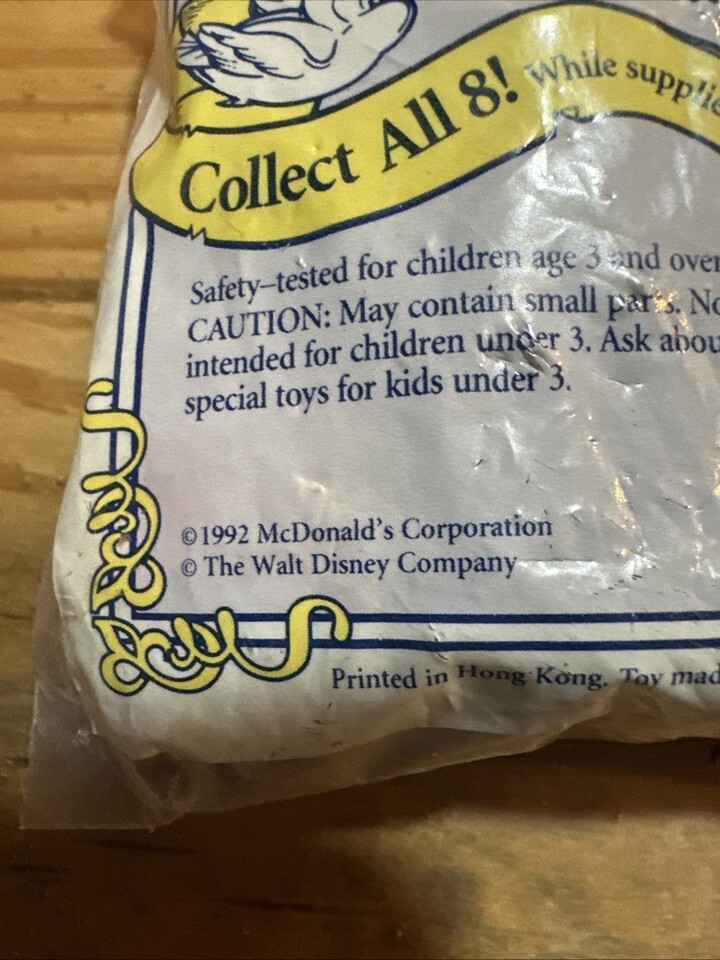 Collect All 8! While supplie
Safety–tested for children age 3 and over
CAUTION: May contain small parts. No
intended for children under 3. Ask abou
special toys for kids under 3.
©1992 McDonald's Corporation
© The Walt Disney Company
Printed in Hong Kong. Toy mad